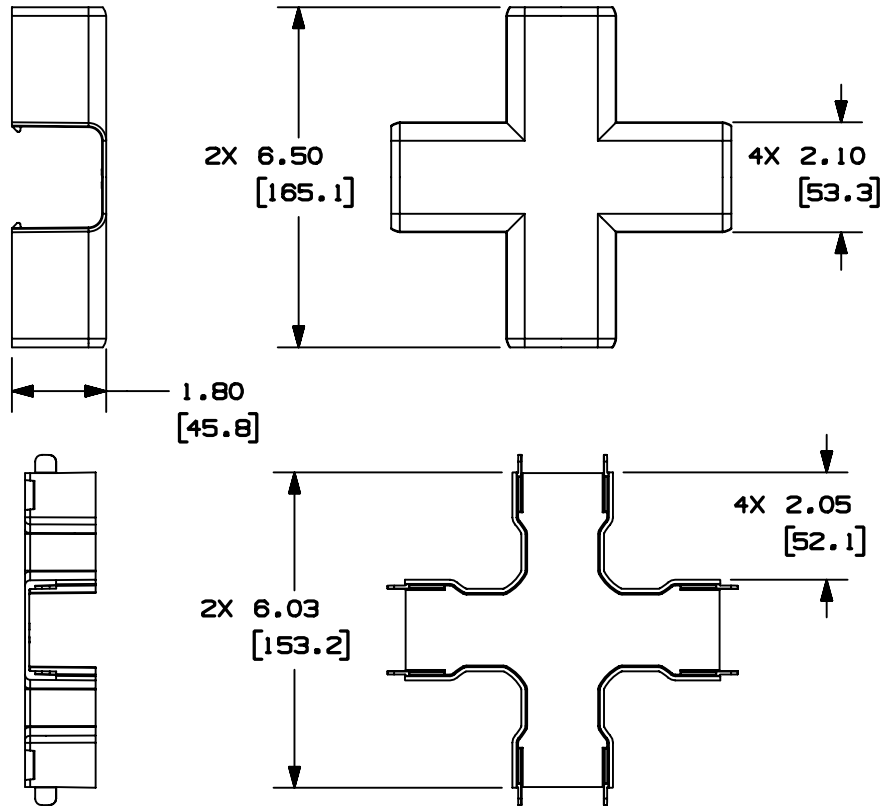 2X 6.50
[165.1]
4X 2.10
[53.3]
1.80
[45.8]
4X 2.05
[52.1]
2X 6.03
[153.2]